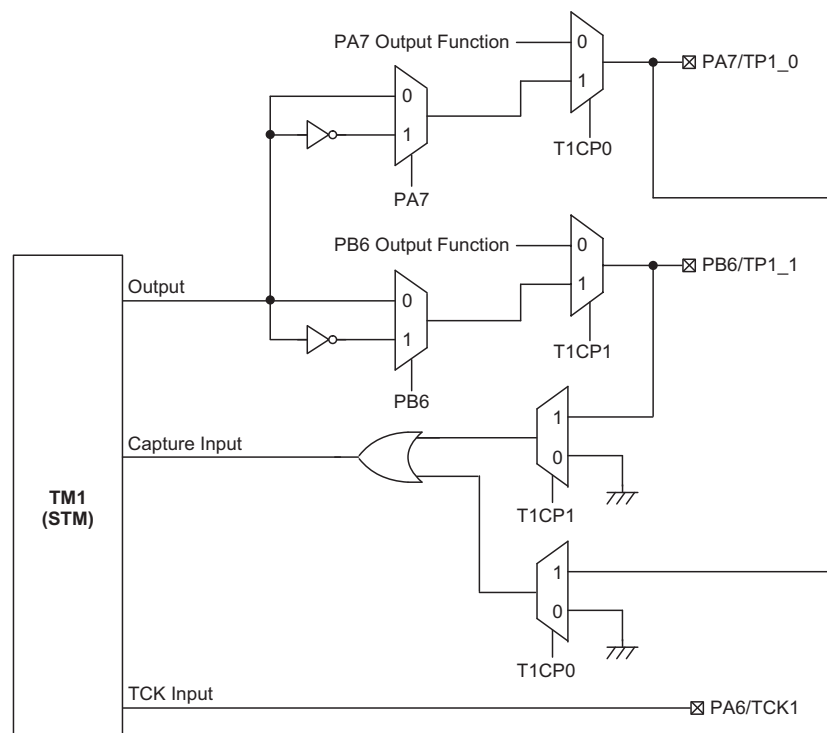 PA7 Output Function
0
1
PA7/TP1_0
0
1
T1CP0
PA7
PB6 Output Function
0
1
PB6/TP1_1
Output
0
1
T1CP1
PB6
1
Capture Input
0
TM1
(STM)
T1CP1
1
0
T1CP0
TCK Input
PA6/TCK1